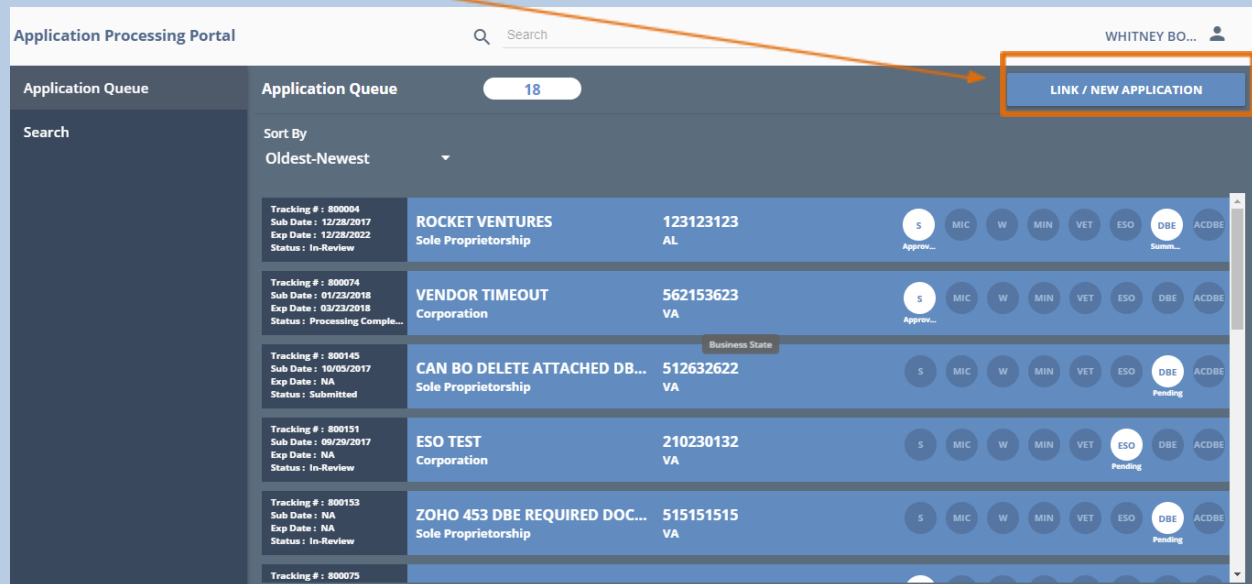 Application Processing Portal
Search
WHITNEY BO...
Application Queue
Search
Application Queue
18
LINK / NEW APPLICATION
Sort By
Oldest-Newest
Tracking # : 800004
Sub Date : 12/28/2017
Exp Date : 12/28/2022
Status : In-Review
ROCKET VENTURES
Sole Proprietorship
123123123
AL
S MIC W MIN VET ESO DBE ACDBE
Approv... Summ...
Tracking # : 800074
Sub Date : 01/23/2018
Exp Date : 03/23/2018
Status : Processing Comple...
VENDOR TIMEOUT
Corporation
562153623
VA
S MIC W MIN VET ESO DBE ACDBE
Approv...
Business State
Tracking # : 800145
Sub Date : 10/05/2017
Exp Date : NA
Status : Submitted
CAN BO DELETE ATTACHED DB...
Sole Proprietorship
512632622
VA
S MIC W MIN VET ESO DBE ACDBE
Pending
Tracking # : 800151
Sub Date : 09/29/2017
Exp Date : NA
Status : In-Review
ESO TEST
Corporation
210230132
VA
S MIC W MIN VET ESO DBE ACDBE
Pending
Tracking # : 800153
Sub Date : NA
Exp Date : NA
Status : In-Review
ZOHO 453 DBE REQUIRED DOC...
Sole Proprietorship
515151515
VA
S MIC W MIN VET ESO DBE ACDBE
Pending
Tracking # : 800075